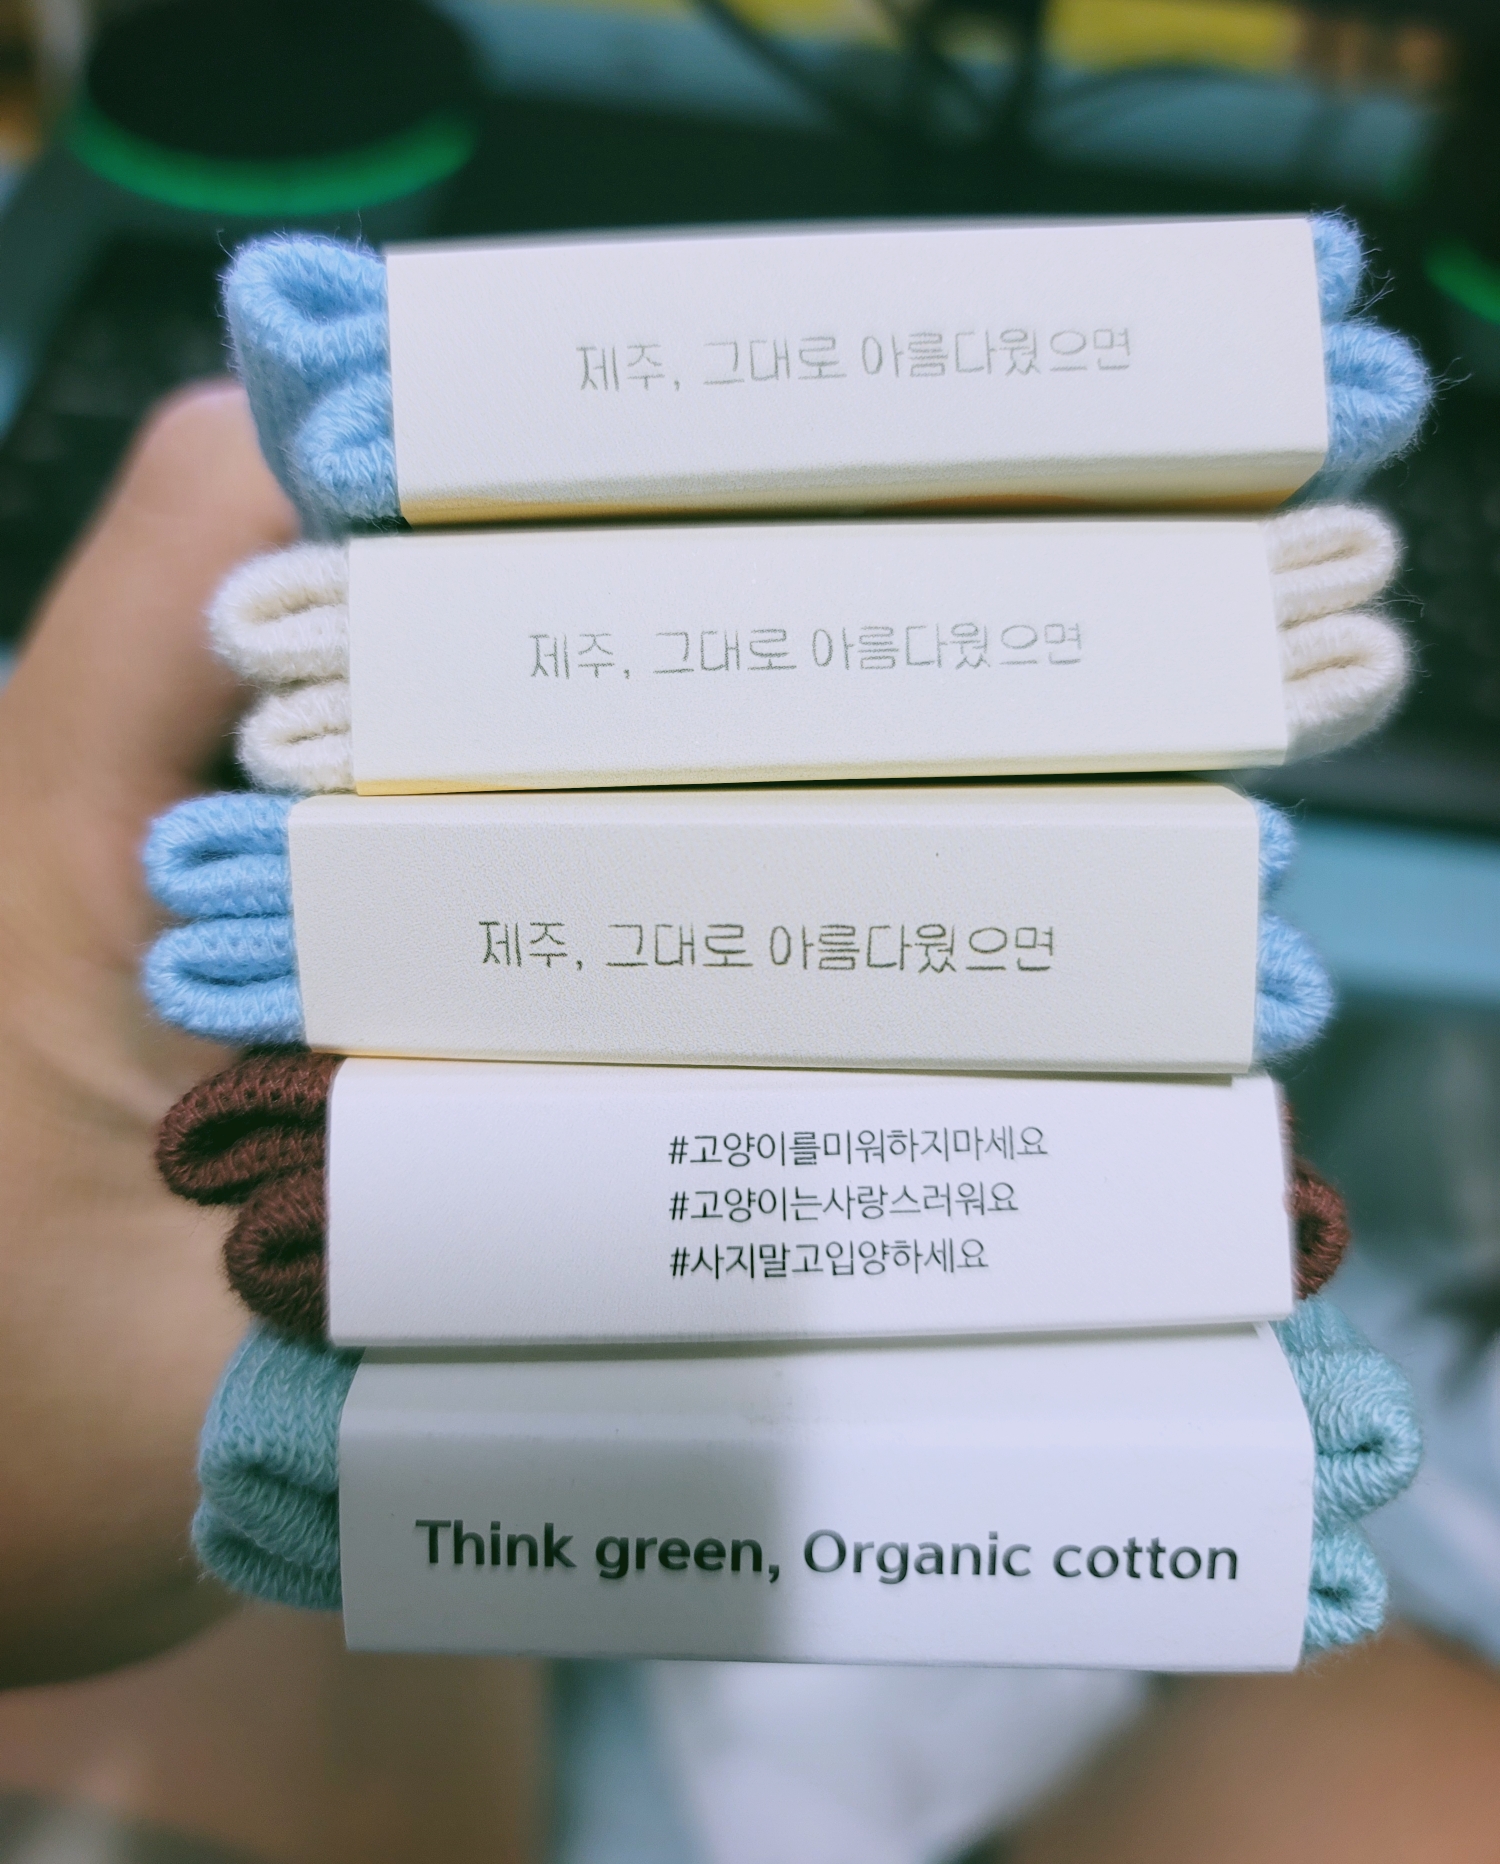 제주, 그대로 아름다웠으면
제주, 그대로 아름다웠으면
제주, 그대로 아름다웠으면
#고양이를미워하지마세요
#고양이는사랑스러워요
#사지말고입양하세요
Think green, Organic cotton